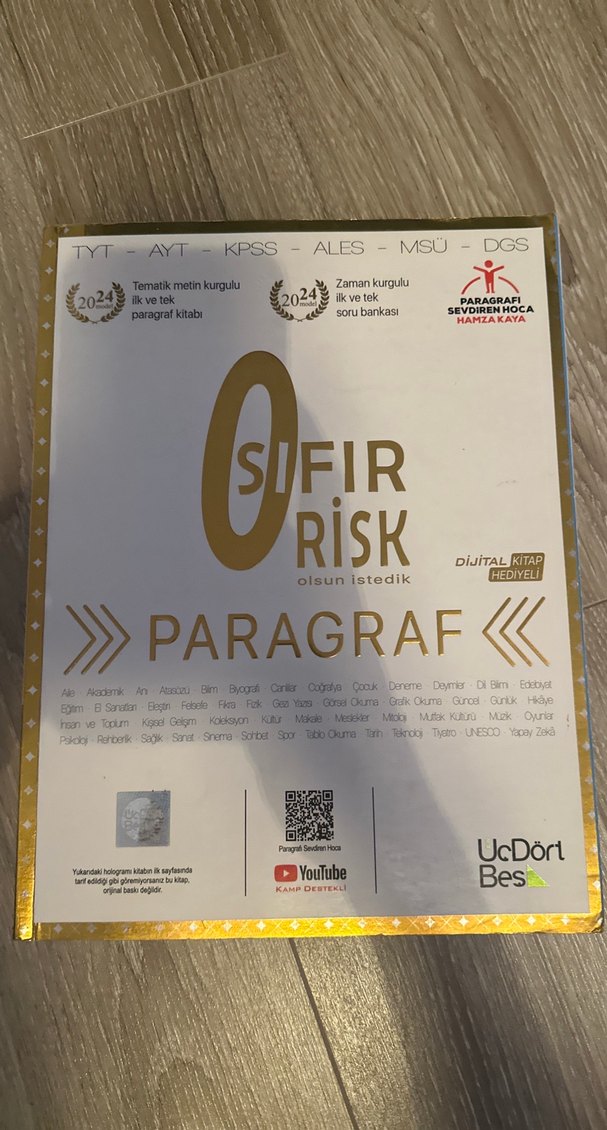 TYT - AYT - KPSS - ALES - MSÜ - DGS
2024
model
Tematik metin kurgulu
ilk ve tek
paragraf kitabı
2024
model
Zaman kurgulu
ilk ve tek
soru bankası
PARAGRAFI
SEVDİREN HOCA
HAMZA KAYA
0
SIFIR
RİSK
olsun istedik
DİJİTAL KİTAP
HEDİYELİ
PARAGRAF
Aile · Akademik · Anı · Atasözü · Bilim · Biyografi · Canlılar · Coğrafya · Çocuk · Deneme · Deyimler · Dil Bilimi · Edebiyat
Eğitim · El Sanatları · Eleştiri · Felsefe · Fıkra · Fizik · Gezi Yazısı · Görsel Okuma · Grafik Okuma · Güncel · Günlük · Hikâye
İnsan ve Toplum · Kişisel Gelişim · Koleksiyon · Kültür · Makale · Meslekler · Mitoloji · Mutfak Kültürü · Müzik · Oyunlar
Psikoloji · Rehberlik · Sağlık · Sanat · Sinema · Sohbet · Spor · Tablo Okuma · Tarih · Teknoloji · Tiyatro · UNESCO · Yapay Zekâ
ÜçDört
Beş
Yukarıdaki hologramı kitabın ilk sayfasında
tarif edildiği gibi göremiyorsanız bu kitap,
orijinal baskı değildir.
Paragrafı Sevdiren Hoca
YouTube
KAMP DESTEKLİ
ÜçDört
Beş